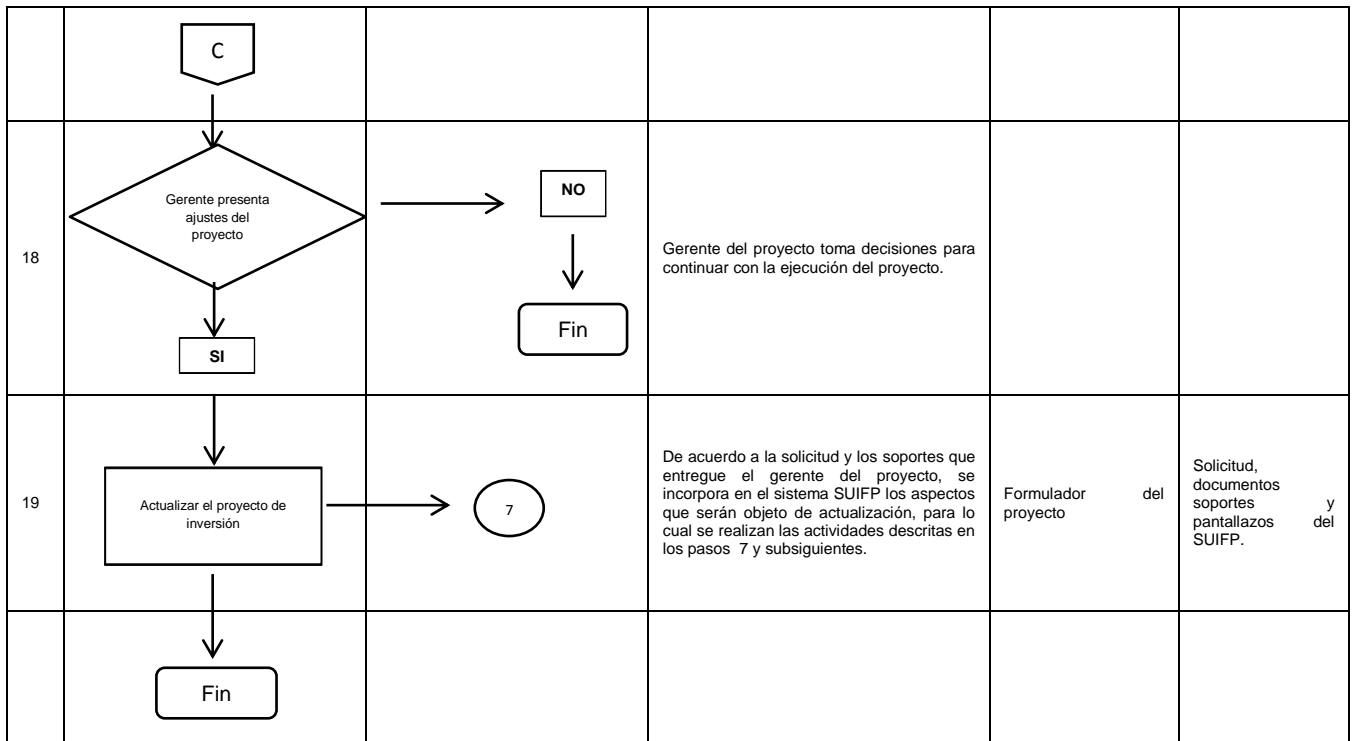 C
18
Gerente presenta
ajustes del
proyecto
NO
Fin
SI
Gerente del proyecto toma decisiones para
continuar con la ejecución del proyecto.
19
Actualizar el proyecto de
inversión
7
De acuerdo a la solicitud y los soportes que
entregue el gerente del proyecto, se
incorpora en el sistema SUIFP los aspectos
que serán objeto de actualización, para lo
cual se realizan las actividades descritas en
los pasos 7 y subsiguientes.
Formulador del
proyecto
Solicitud,
documentos
soportes y
pantallazos del
SUIFP.
Fin